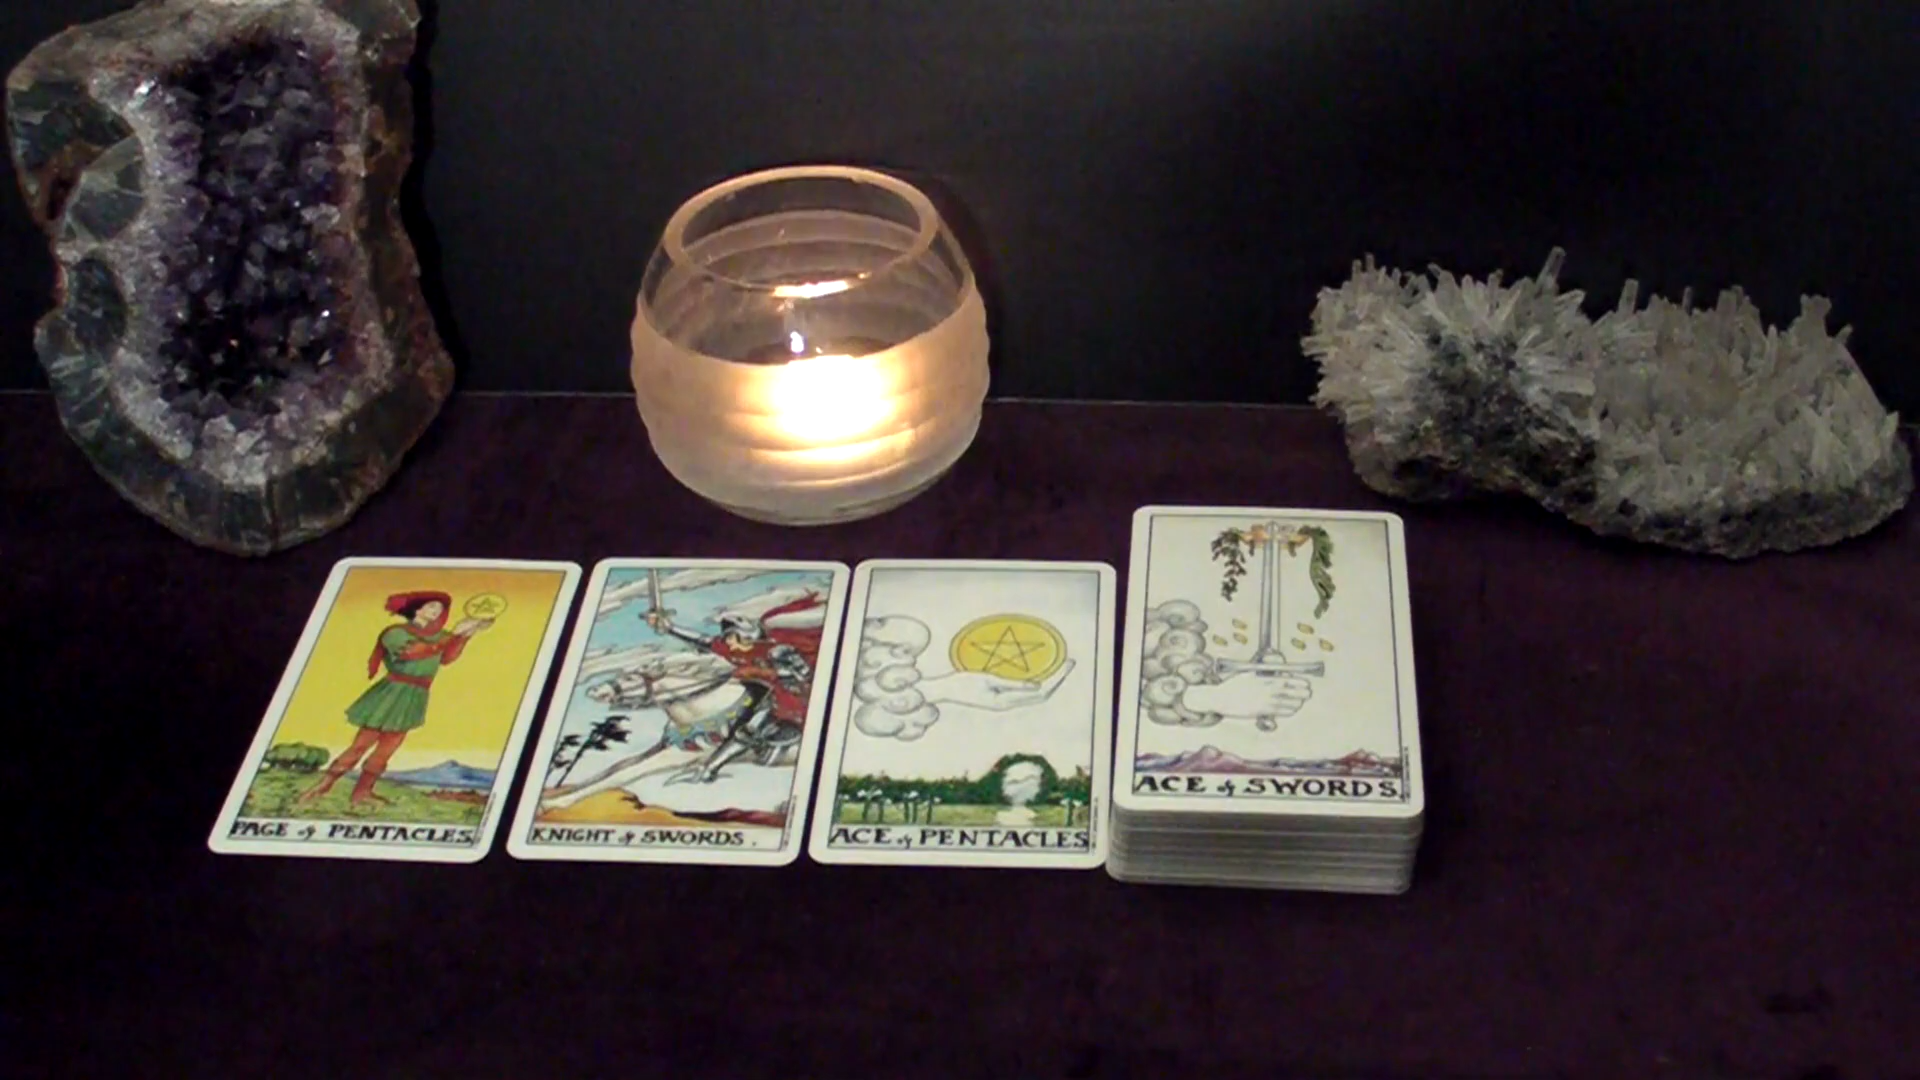 PAGE of PENTACLES.
KNIGHT of SWORDS.
ACE of PENTACLES
ACE of SWORDS.